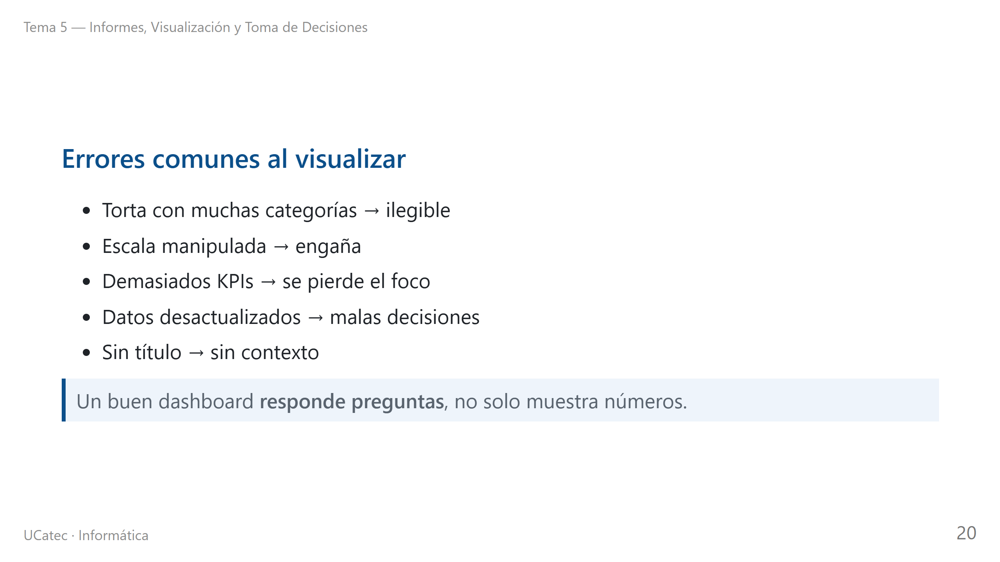 Tema 5 — Informes, Visualización y Toma de Decisiones
Errores comunes al visualizar
• Torta con muchas categorías → ilegible
• Escala manipulada → engaña
• Demasiados KPIs → se pierde el foco
• Datos desactualizados → malas decisiones
• Sin título → sin contexto
Un buen dashboard responde preguntas, no solo muestra números.
UCatec · Informática
20